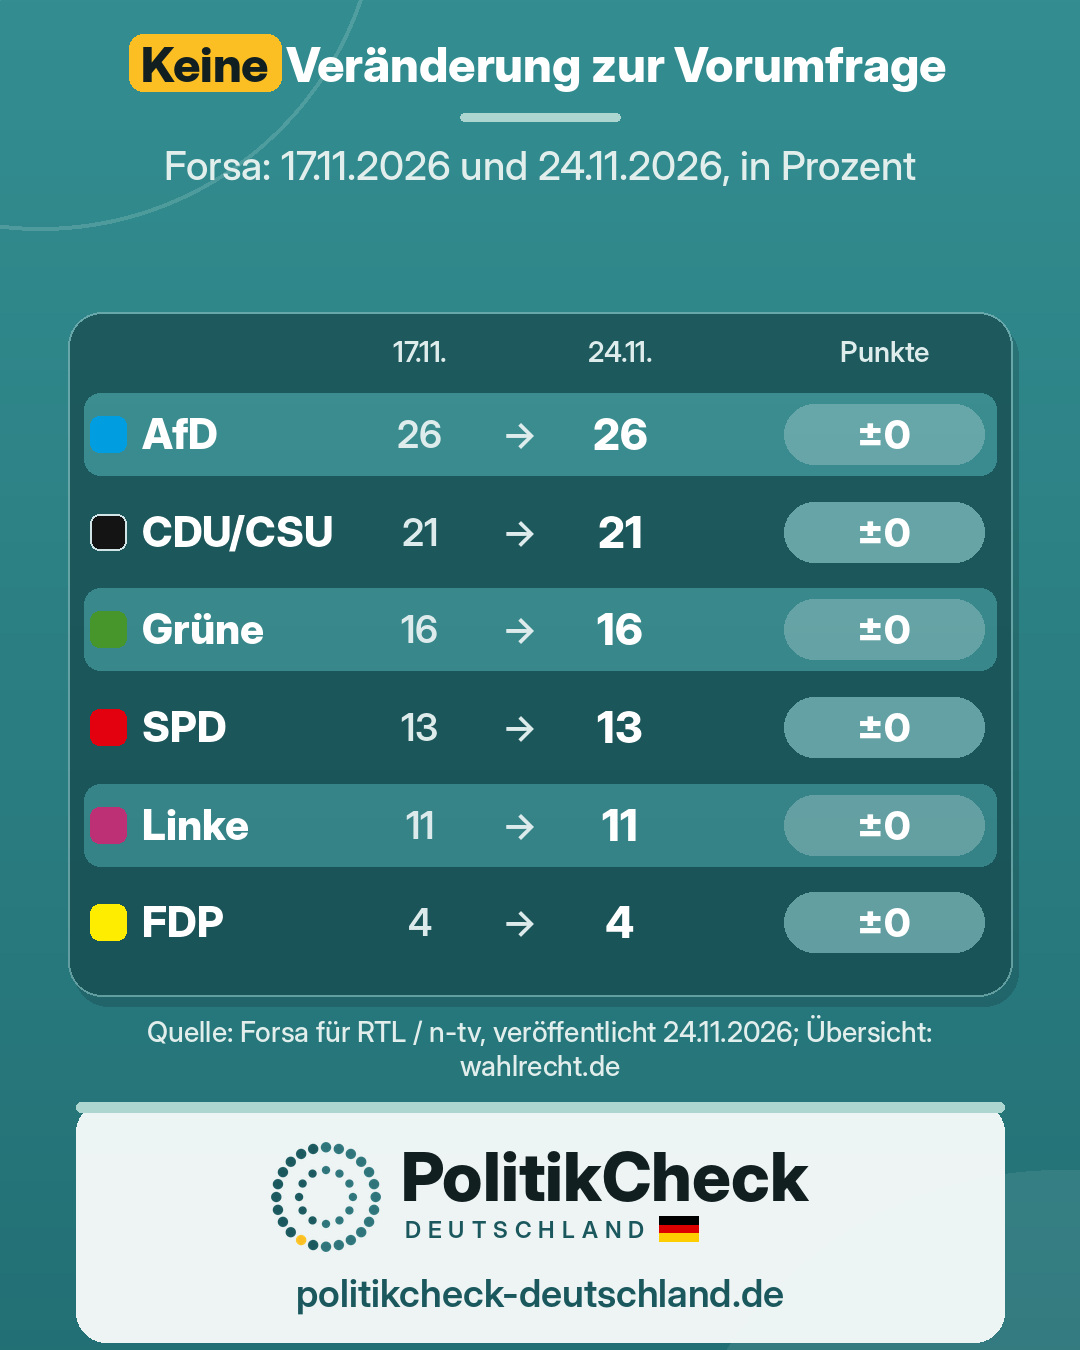 Keine Veränderung zur Vorumfrage
Forsa: 17.11.2026 und 24.11.2026, in Prozent
17.11. 24.11. Punkte
AfD 26 → 26 ±0
CDU/CSU 21 → 21 ±0
Grüne 16 → 16 ±0
SPD 13 → 13 ±0
Linke 11 → 11 ±0
FDP 4 → 4 ±0
Quelle: Forsa für RTL / n-tv, veröffentlicht 24.11.2026; Übersicht:
wahlrecht.de
PolitikCheck
DEUTSCHLAND
politikcheck-deutschland.de